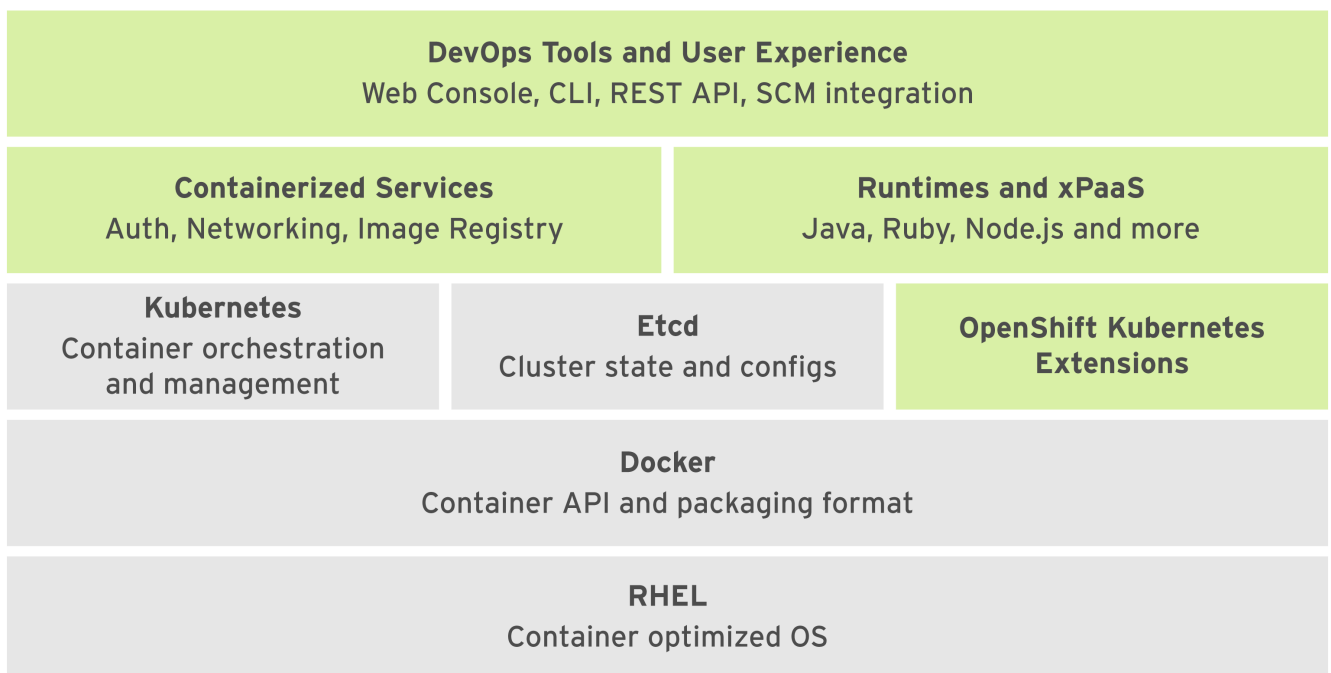 DevOps Tools and User Experience
Web Console, CLI, REST API, SCM integration
Containerized Services
Auth, Networking, Image Registry
Runtimes and xPaaS
Java, Ruby, Node.js and more
Kubernetes
Container orchestration
and management
Etcd
Cluster state and configs
OpenShift Kubernetes
Extensions
Docker
Container API and packaging format
RHEL
Container optimized OS